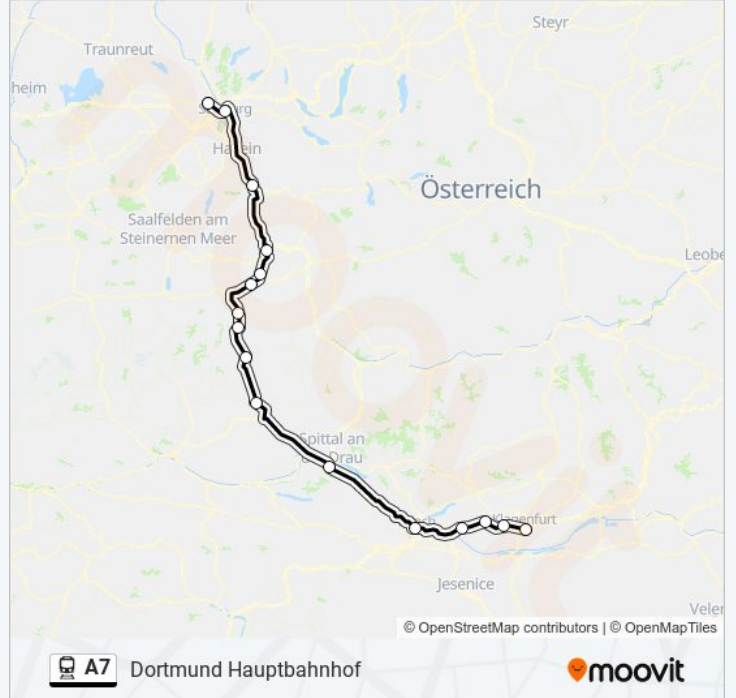 Steyr
Traunreut
heim
Hallein
Österreich
Saalfelden am
Steinernen Meer
Leobe
Spittal an
Drau
Klagenfurt
Jesenice
Velen
© OpenStreetMap contributors | © OpenMapTiles
A7 Dortmund Hauptbahnhof
moovit